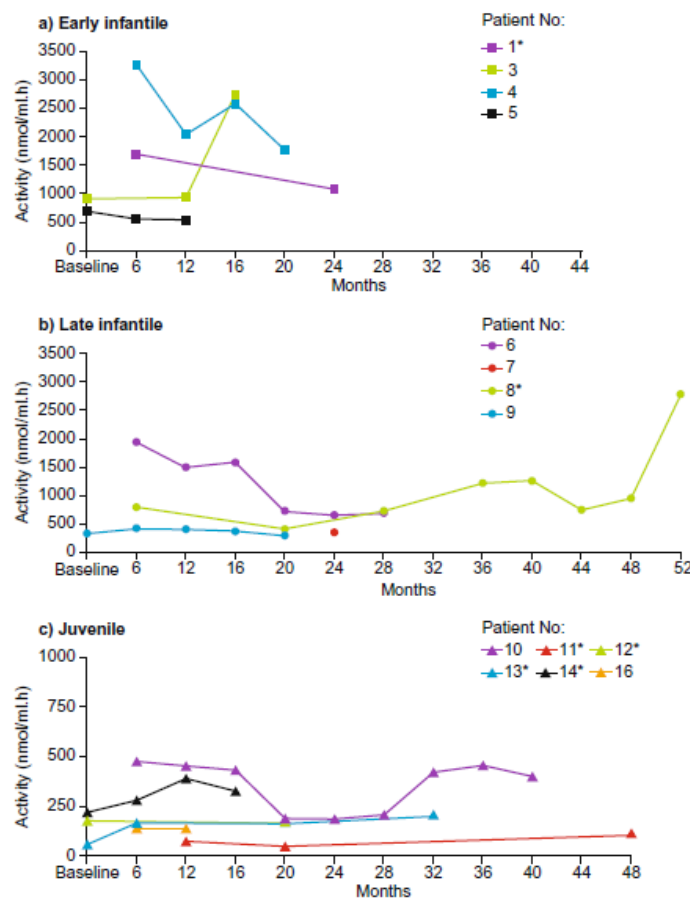 a) Early infantile
Patient No:
1*
3
4
5
Activity (nmol/ml.h)
3500
3000
2500
2000
1500
1000
500
0
Baseline 6 12 16 20 24 28 32 36 40 44
Months
b) Late infantile
Patient No:
6
7
8*
9
Activity (nmol/ml.h)
3500
3000
2500
2000
1500
1000
500
0
Baseline 6 12 16 20 24 28 32 36 40 44 48 52
Months
c) Juvenile
Patient No:
10 11* 12*
13* 14* 16
Activity (nmol/ml.h)
1000
750
500
250
0
Baseline 6 12 16 20 24 28 32 36 40 44 48
Months